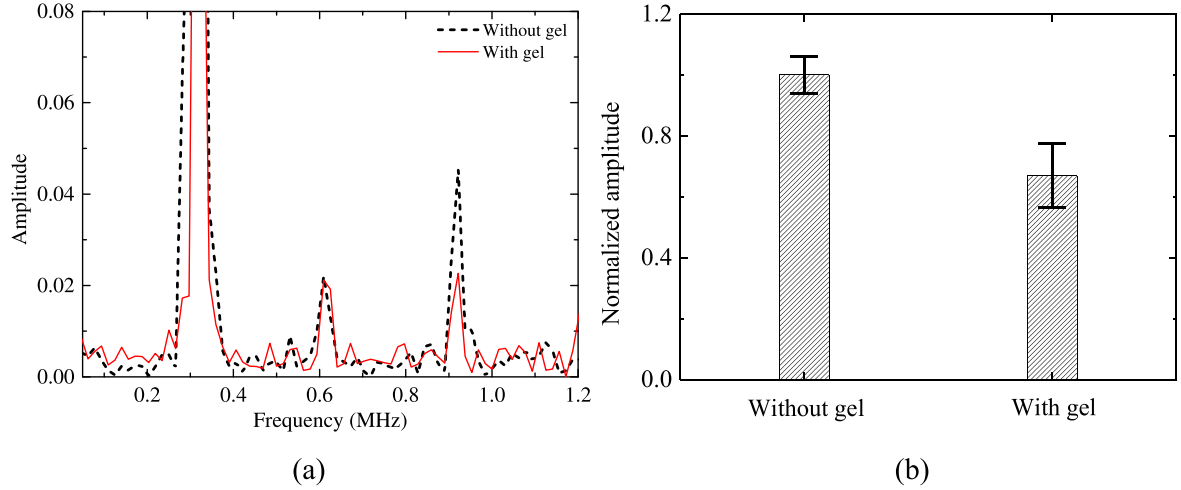 0.08
0.06
0.04
0.02
0.00
Amplitude
0.2 0.4 0.6 0.8 1.0 1.2
Frequency (MHz)
Without gel
With gel
(a)
1.2
0.8
0.4
0.0
Normalized amplitude
Without gel With gel
(b)